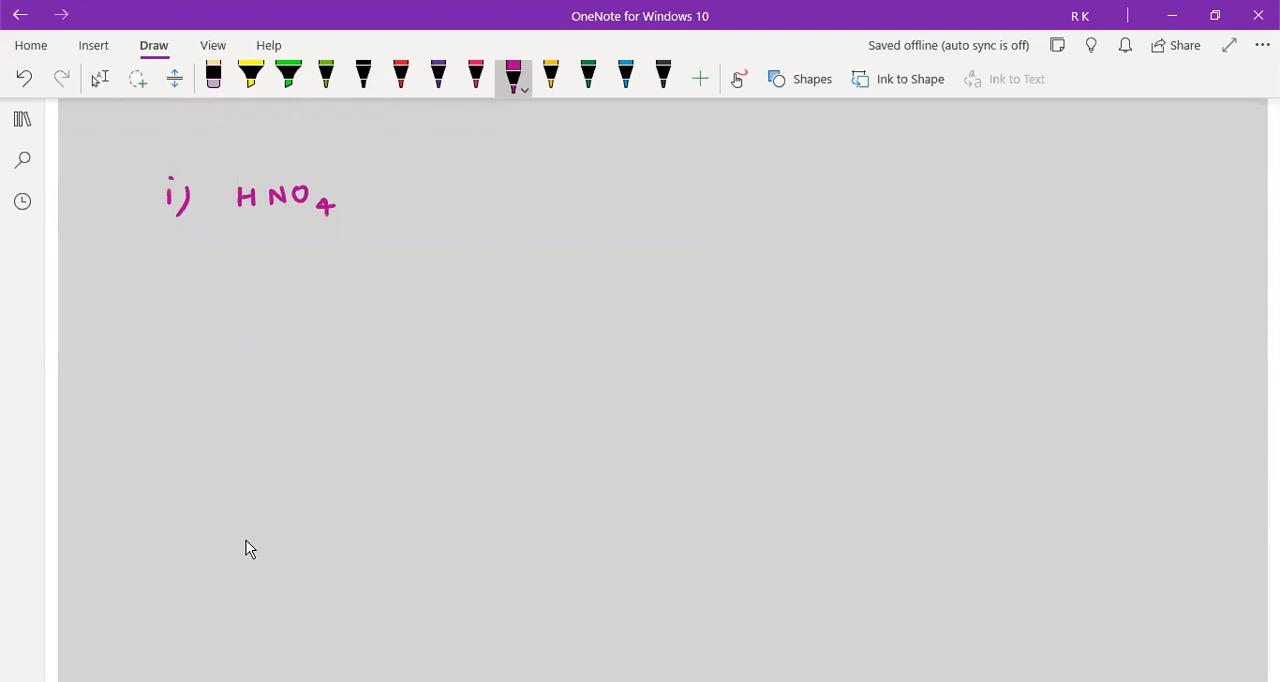 OneNote for Windows 10
R K
Home Insert Draw View Help
Saved offline (auto sync is off)
Share
Shapes
Ink to Shape
Ink to Text
i) HNO4